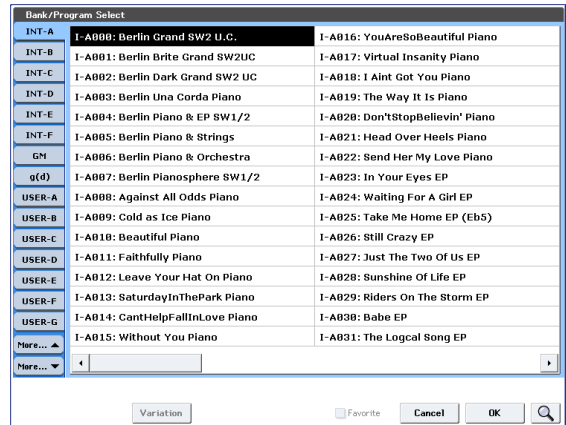 Bank/Program Select
INT-A
INT-B
INT-C
INT-D
INT-E
INT-F
GM
g(d)
USER-A
USER-B
USER-C
USER-D
USER-E
USER-F
USER-G
More...
More...
I-A000: Berlin Grand SW2 U.C.
I-A001: Berlin Brite Grand SW2UC
I-A002: Berlin Dark Grand SW2 UC
I-A003: Berlin Una Corda Piano
I-A004: Berlin Piano & EP SW1/2
I-A005: Berlin Piano & Strings
I-A006: Berlin Piano & Orchestra
I-A007: Berlin Pianosphere SW1/2
I-A008: Against All Odds Piano
I-A009: Cold as Ice Piano
I-A010: Beautiful Piano
I-A011: Faithfully Piano
I-A012: Leave Your Hat On Piano
I-A013: SaturdayInThePark Piano
I-A014: CantHelpFallInLove Piano
I-A015: Without You Piano
I-A016: YouAreSoBeautiful Piano
I-A017: Virtual Insanity Piano
I-A018: I Aint Got You Piano
I-A019: The Way It Is Piano
I-A020: Don'tStopBelievin' Piano
I-A021: Head Over Heels Piano
I-A022: Send Her My Love Piano
I-A023: In Your Eyes EP
I-A024: Waiting For A Girl EP
I-A025: Take Me Home EP (Eb5)
I-A026: Still Crazy EP
I-A027: Just The Two Of Us EP
I-A028: Sunshine Of Life EP
I-A029: Riders On The Storm EP
I-A030: Babe EP
I-A031: The Logcal Song EP
Variation
Favorite
Cancel
OK